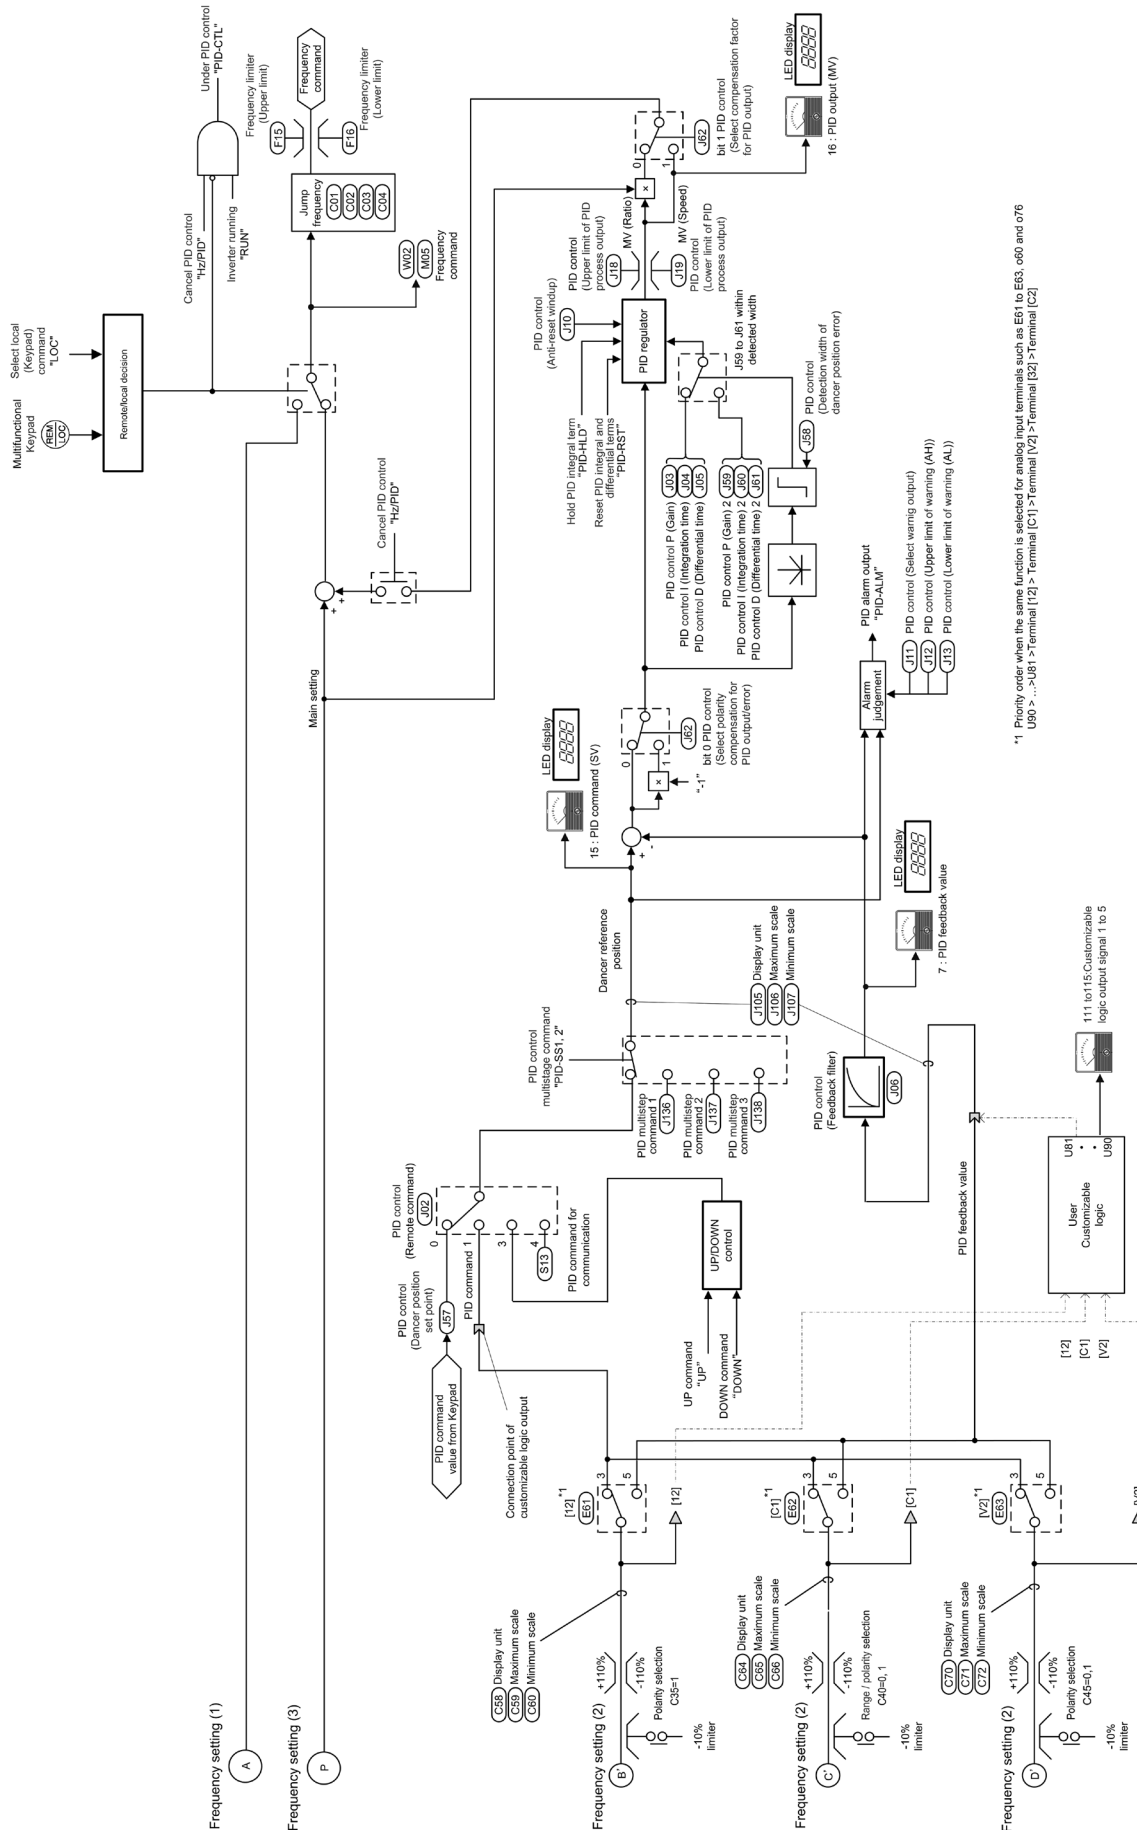 Frequency setting (1)
A
Frequency setting (3)
P
Multifunctional
Keypad
REM
LOC
Select local
(Keypad)
command
"LOC"
Remote/local decision
Cancel PID control
"Hz/PID"
Inverter running
"RUN"
Under PID control
"PID-CTL"
Main setting
Cancel PID control
"Hz/PID"
+
+
Jump
frequency
C01
C02
C03
C04
W02
M05
Frequency
command
Frequency limiter
(Upper limit)
F15
F16
Frequency limiter
(Lower limit)
Frequency
command
PID command
value from Keypad
PID control
(Dancer position
set point)
J57
PID control
(Remote command)
J02
0
PID command 1
3
4
S13
PID command for
communication
Connection point of
customizable logic output
UP command
"UP"
DOWN command
"DOWN"
UP/DOWN
control
PID control
multistage command
"PID-SS1, 2"
PID multistep
command 1
J136
PID multistep
command 2
J137
PID multistep
command 3
J138
Dancer reference
position
J105 Display unit
J106 Maximum scale
J107 Minimum scale
LED display
15 : PID command (SV)
+
-
0
1
×
"-1"
J62
bit 0 PID control
(Select polarity
compensation for
PID output/error)
Hold PID integral term
"PID-HLD"
Reset PID integral and
differential terms
"PID-RST"
PID control
(Anti-reset windup)
J10
PID regulator
PID control P (Gain) J03
PID control I (Integration time) J04
PID control D (Differential time) J05
PID control P (Gain) 2 J59
PID control I (Integration time) 2 J60
PID control D (Differential time) 2 J61
J59 to J61 within
detected width
J58
PID control
(Detection width of
dancer position error)
PID control
(Upper limit of PID
process output)
J18
J19
PID control
(Lower limit of PID
process output)
MV (Ratio)
MV (Speed)
×
0
1
J62
bit 1 PID control
(Select compensation factor
for PID output)
LED display
16 : PID output (MV)
PID control
(Feedback filter)
J06
LED display
7 : PID feedback value
Alarm
judgement
PID alarm output
"PID-ALM"
J11 PID control (Select warnig output)
J12 PID control (Upper limit of warning (AH))
J13 PID control (Lower limit of warning (AL))
Frequency setting (2)
B'
-10%
limiter
+110%
-110%
Polarity selection
C35=1
C58 Display unit
C59 Maximum scale
C60 Minimum scale
[12] *1
E61
3
5
[12]
Frequency setting (2)
C'
-10%
limiter
+110%
-110%
Range / polarity selection
C40=0, 1
C64 Display unit
C65 Maximum scale
C66 Minimum scale
[C1] *1
E62
3
5
[C1]
Frequency setting (2)
D'
-10%
limiter
+110%
-110%
Polarity selection
C45=0,1
C70 Display unit
C71 Maximum scale
C72 Minimum scale
[V2] *1
E63
3
5
PID feedback value
[12]
[C1]
[V2]
User
Customizable
logic
U81
U90
111 to115:Customizable
logic output signal 1 to 5
*1 Priority order when the same function is selected for analog input terminals such as E61 to E63, o60 and o76
U90 > ...>U81 >Terminal [12] > Terminal [C1] >Terminal [V2] >Terminal [32] >Terminal [C2]